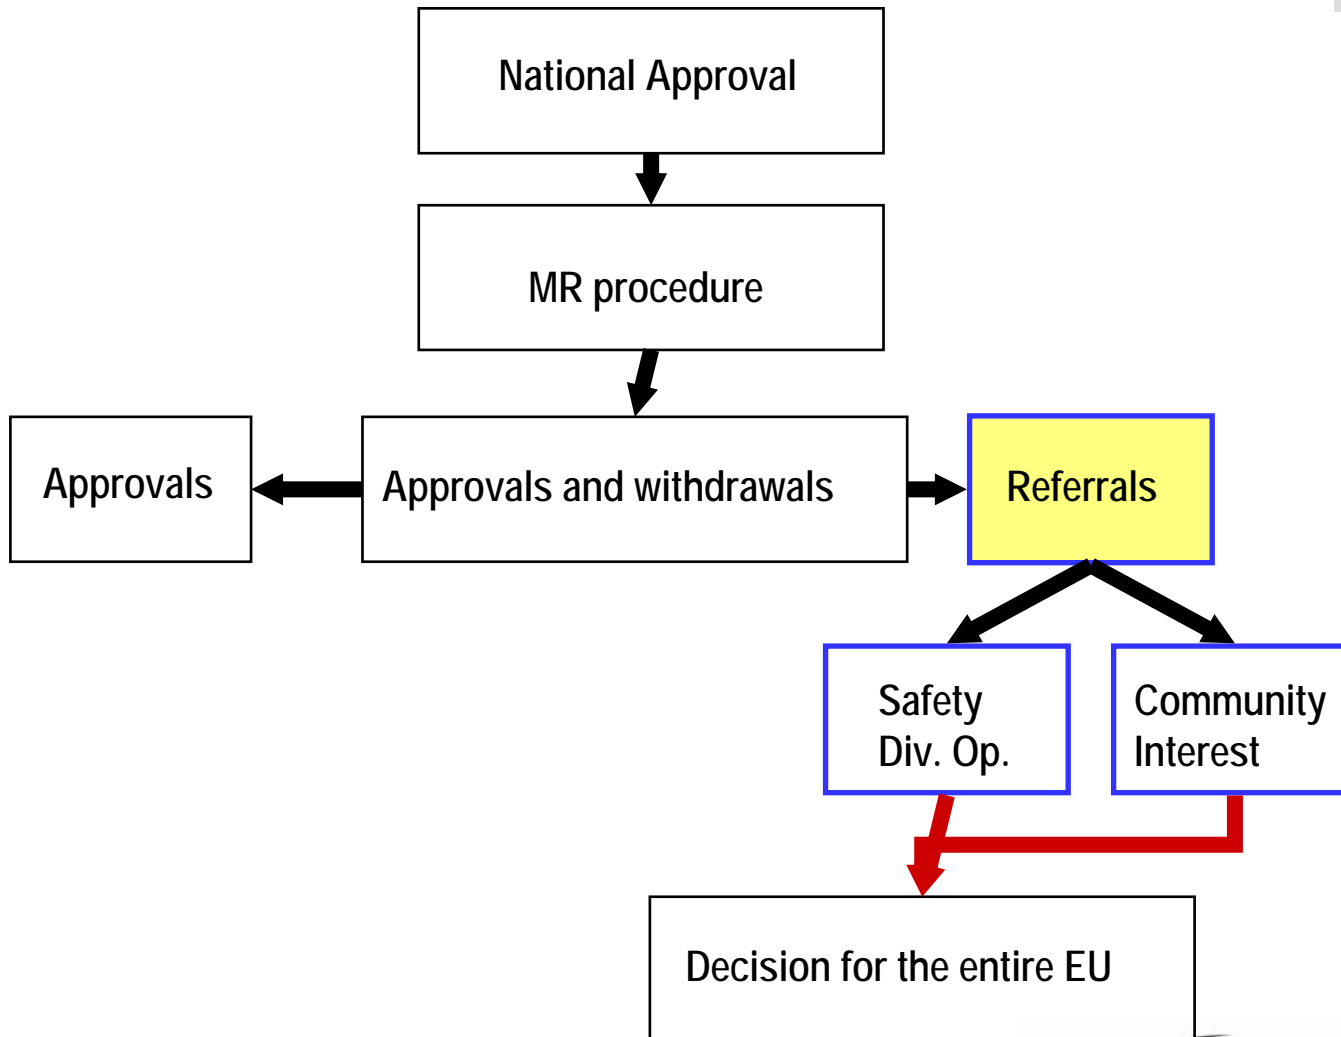 National Approval
MR procedure
Approvals
Approvals and withdrawals
Referrals
Safety
Div. Op.
Community
Interest
Decision for the entire EU